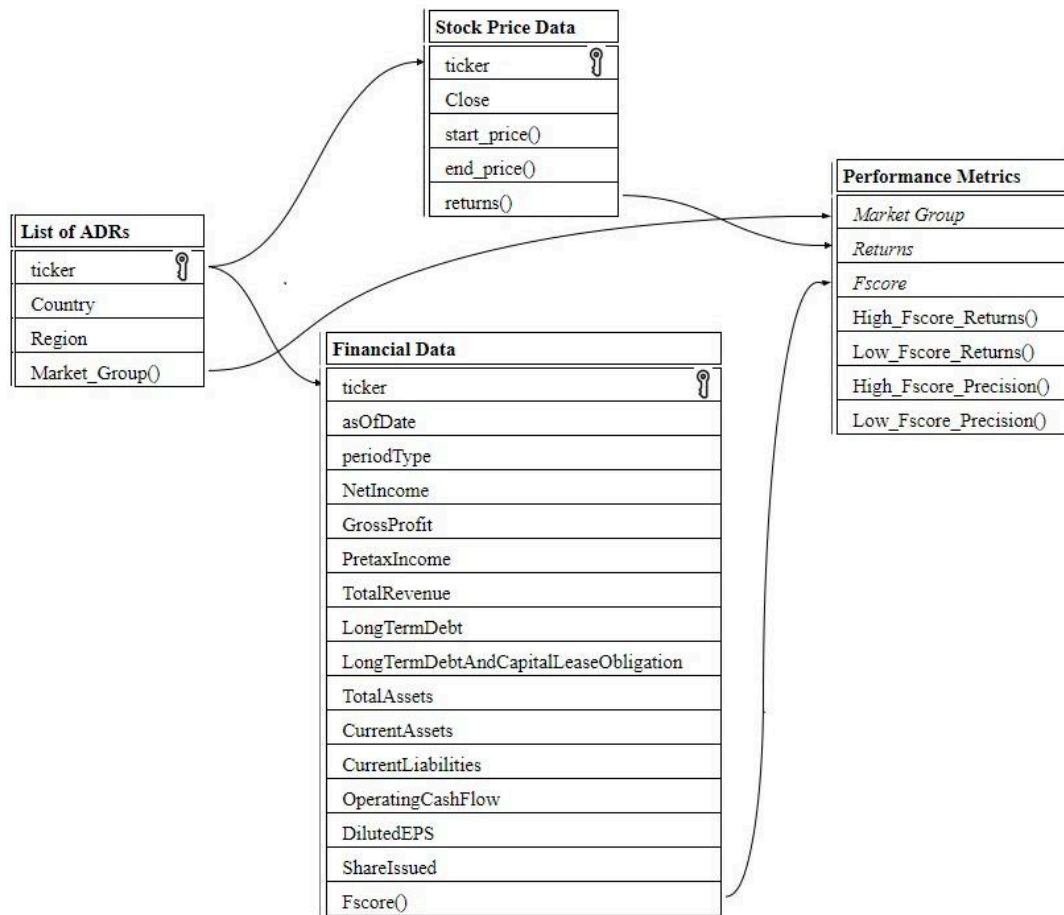 Stock Price Data
ticker
Close
start_price()
end_price()
returns()
Performance Metrics
Market Group
Returns
Fscore
High_Fscore_Returns()
Low_Fscore_Returns()
High_Fscore_Precision()
Low_Fscore_Precision()
List of ADRs
ticker
Country
Region
Market_Group()
Financial Data
ticker
asOfDate
periodType
NetIncome
GrossProfit
PretaxIncome
TotalRevenue
LongTermDebt
LongTermDebtAndCapitalLeaseObligation
TotalAssets
CurrentAssets
CurrentLiabilities
OperatingCashFlow
DilutedEPS
ShareIssued
Fscore()